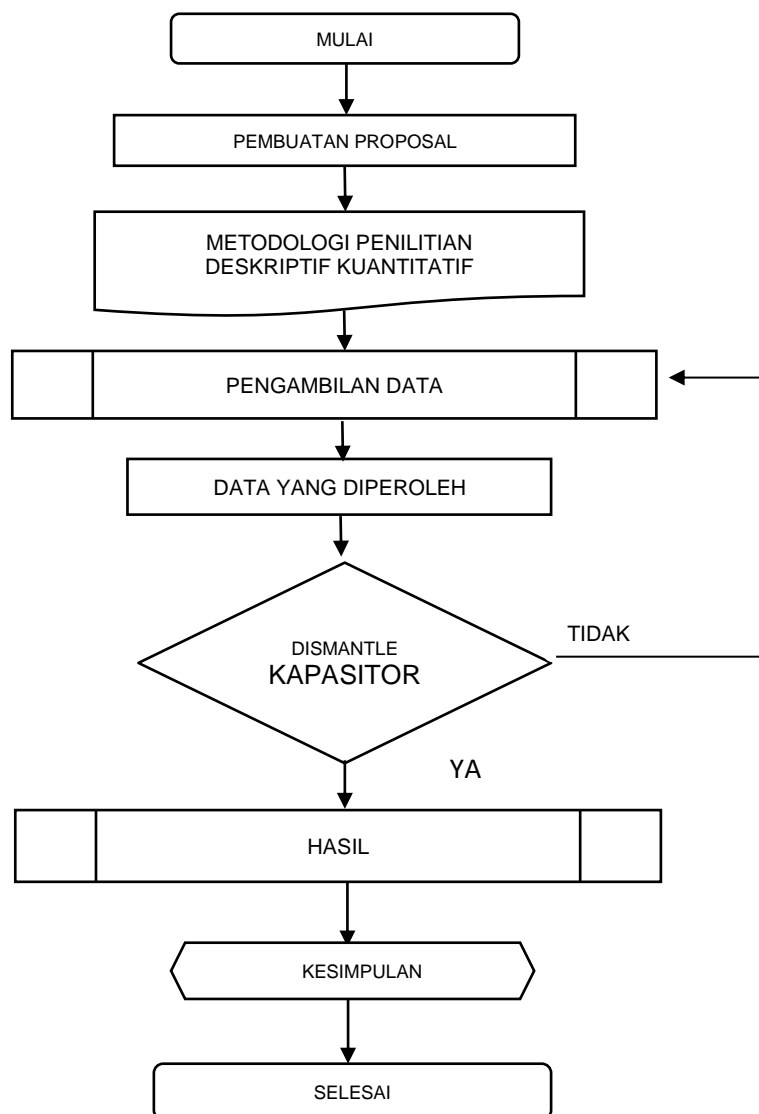 MULAI
PEMBUATAN PROPOSAL
METODOLOGI PENILITIAN
DESKRIPTIF KUANTITATIF
PENGAMBILAN DATA
DATA YANG DIPEROLEH
DISMANTLE
KAPASITOR
TIDAK
YA
HASIL
KESIMPULAN
SELESAI